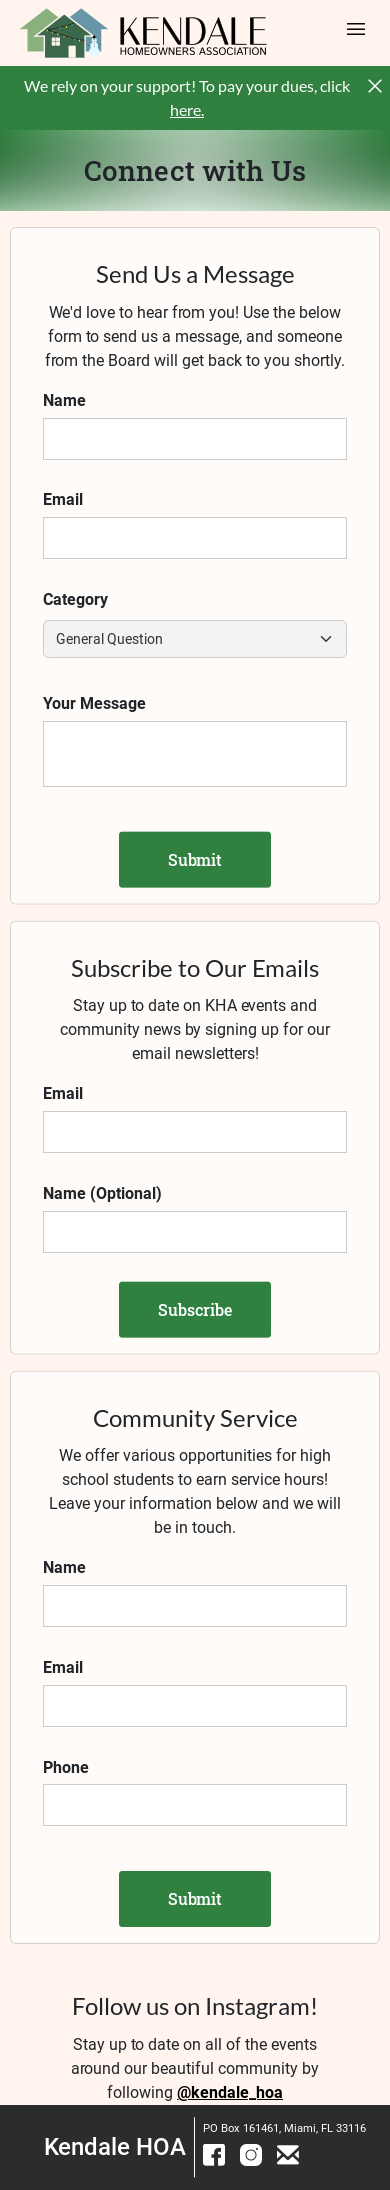 KENDALE
HOMEOWNERS ASSOCIATION
We rely on your support! To pay your dues, click
here.
Connect with Us
Send Us a Message
We'd love to hear from you! Use the below
form to send us a message, and someone
from the Board will get back to you shortly.
Name
Email
Category
General Question
Your Message
Submit
Subscribe to Our Emails
Stay up to date on KHA events and
community news by signing up for our
email newsletters!
Email
Name (Optional)
Subscribe
Community Service
We offer various opportunities for high
school students to earn service hours!
Leave your information below and we will
be in touch.
Name
Email
Phone
Submit
Follow us on Instagram!
Stay up to date on all of the events
around our beautiful community by
following @kendale_hoa
Kendale HOA
PO Box 161461, Miami, FL 33116